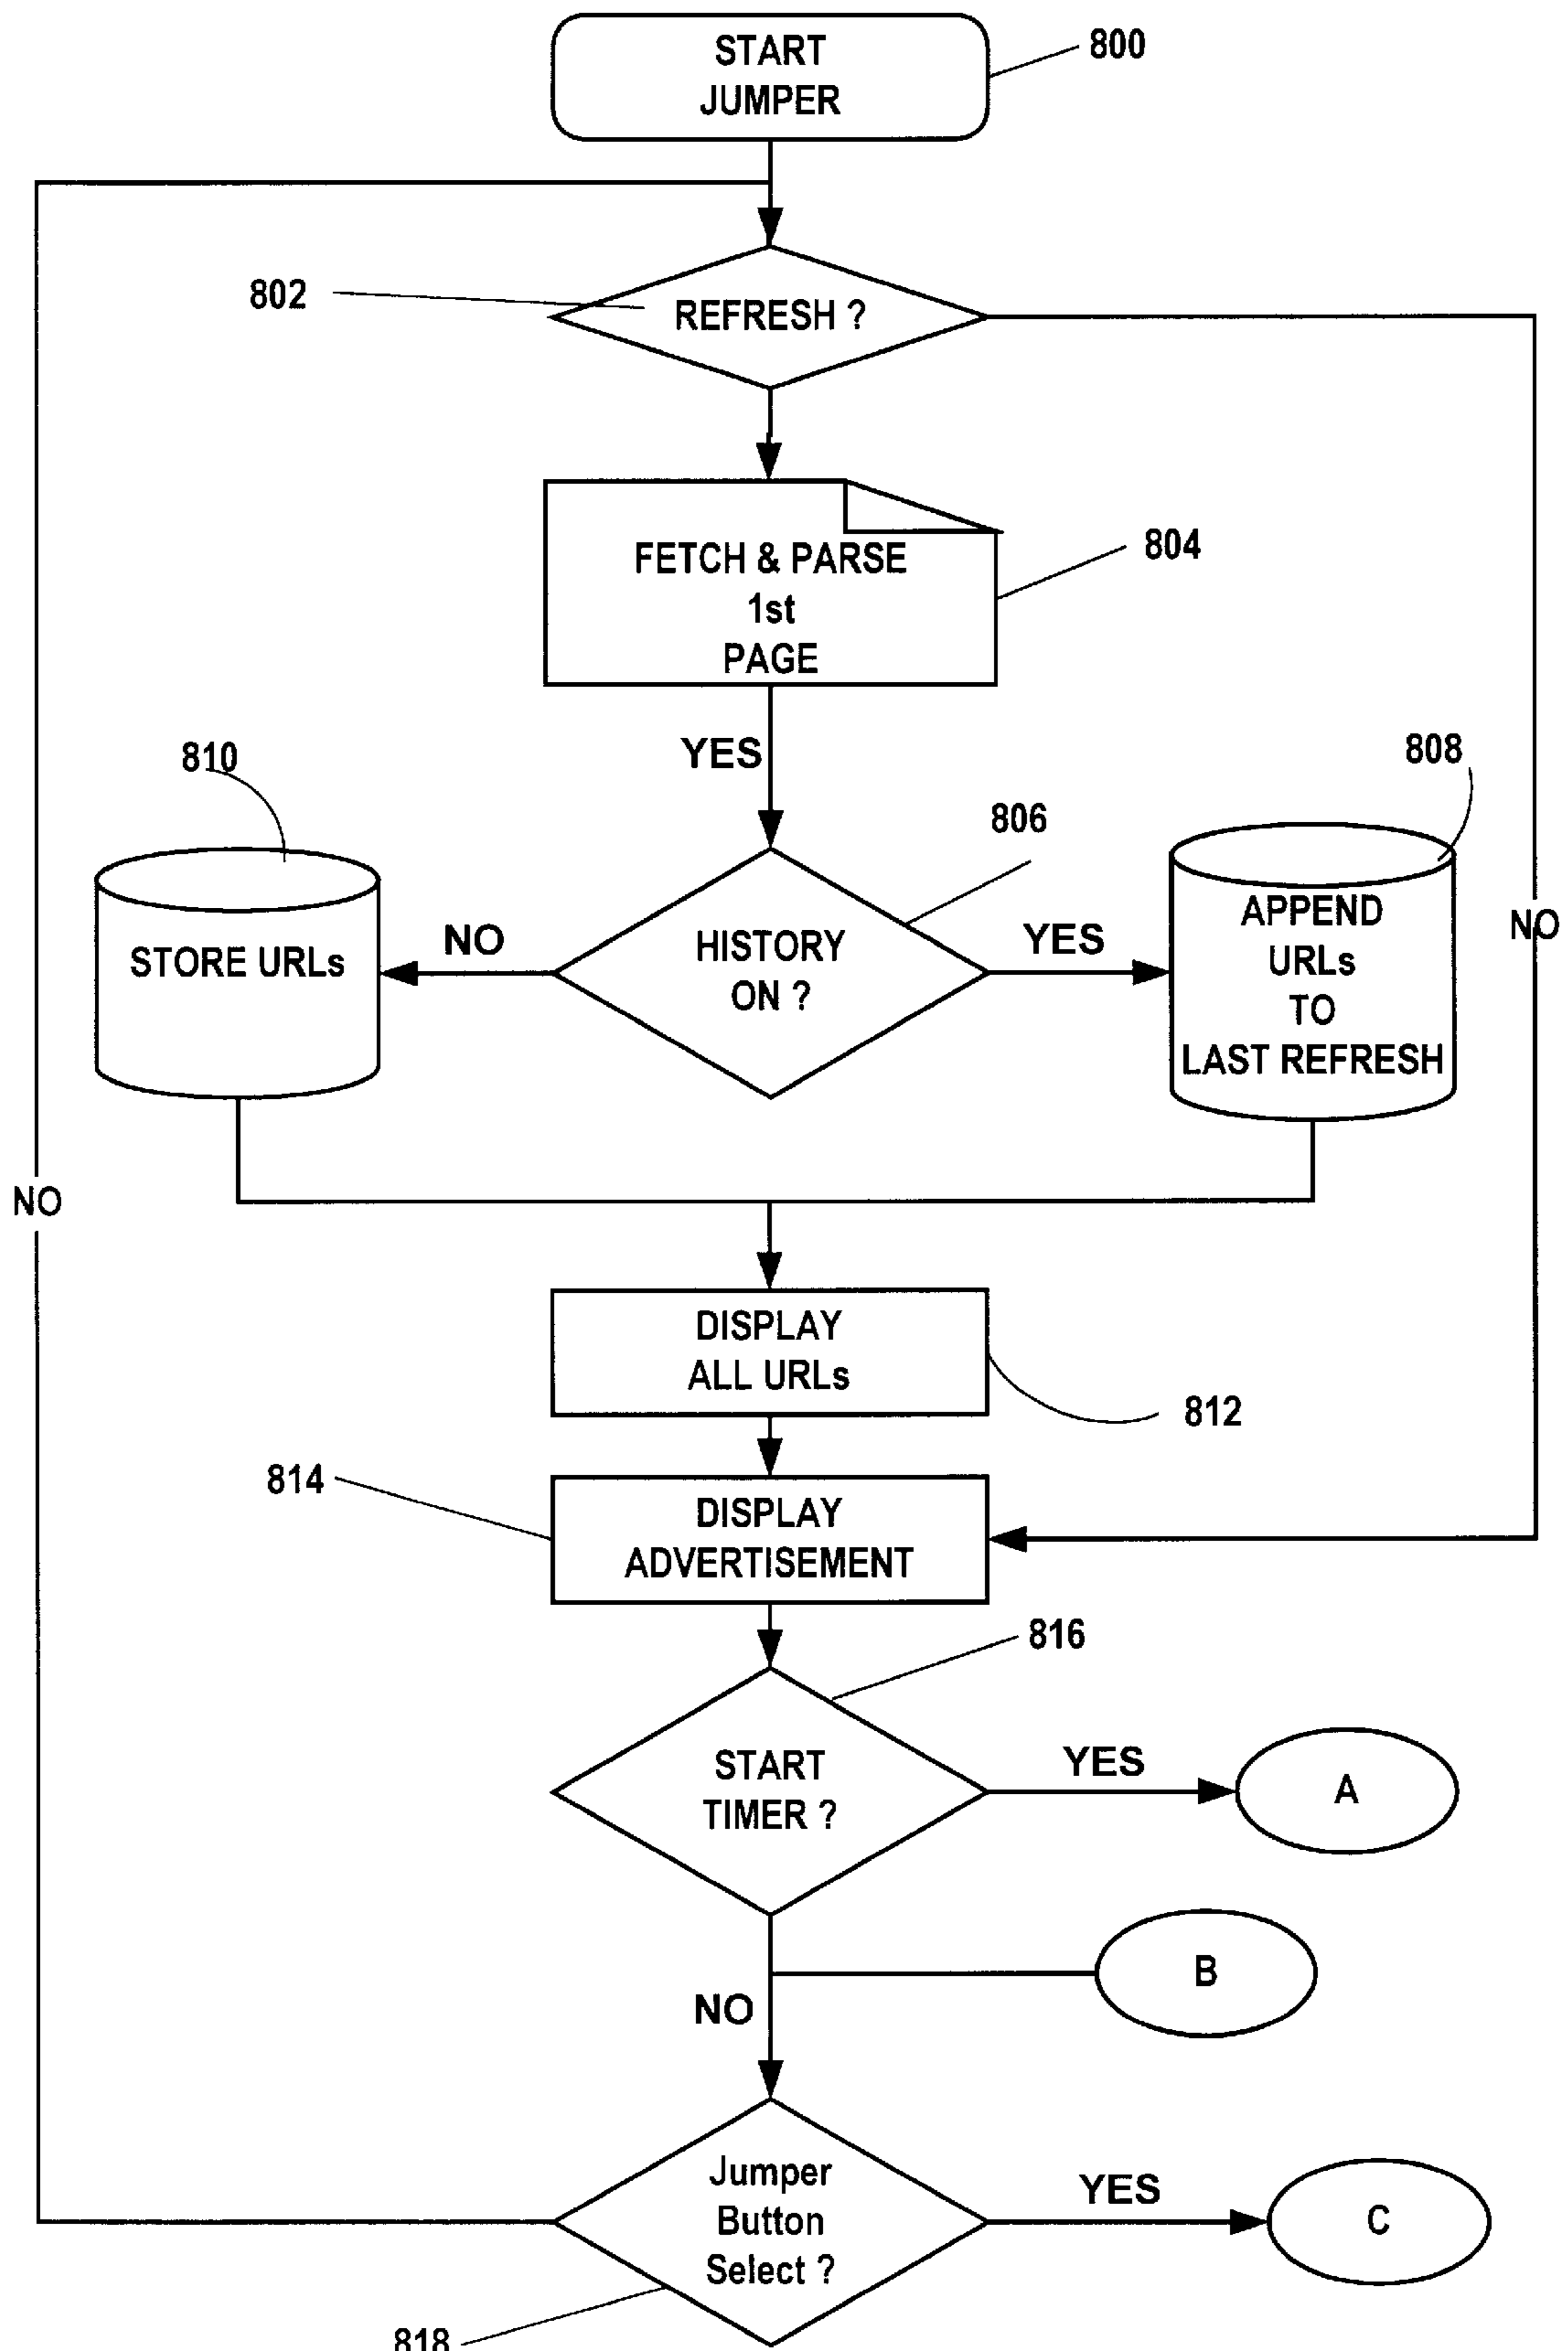 START
JUMPER
800
802
REFRESH ?
FETCH & PARSE
1st
PAGE
804
YES
810
808
806
STORE URLs
NO
HISTORY
ON ?
YES
APPEND
URLs
TO
LAST REFRESH
NO
NO
DISPLAY
ALL URLs
812
814
DISPLAY
ADVERTISEMENT
816
START
TIMER ?
YES
A
B
NO
Jumper
Button
Select ?
YES
C
818